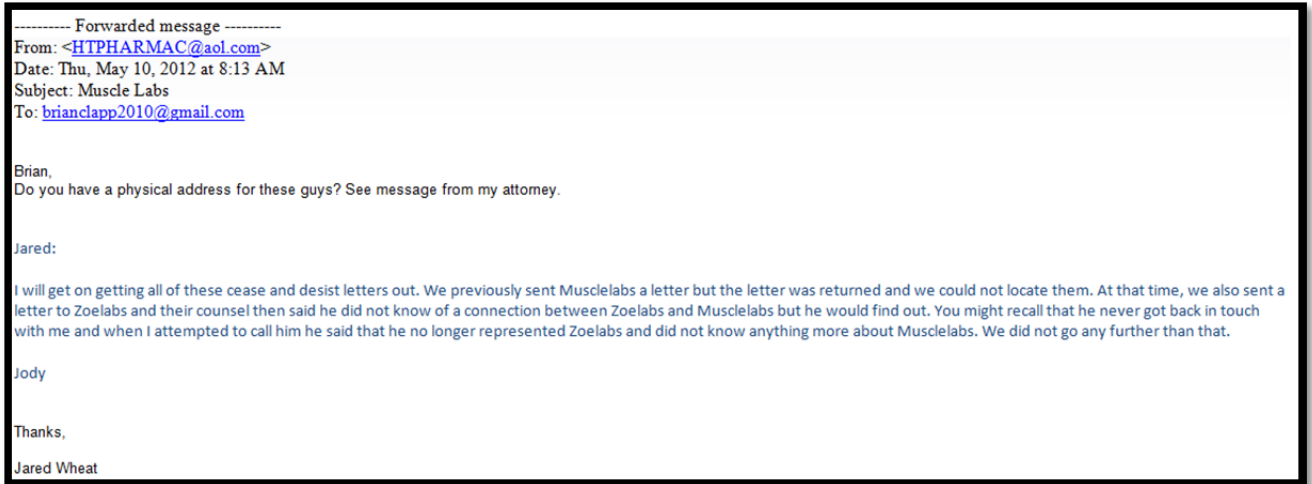 ---------- Forwarded message ----------
From: <HTPHARMAC@aol.com>
Date: Thu, May 10, 2012 at 8:13 AM
Subject: Muscle Labs
To: brianclapp2010@gmail.com
Brian,
Do you have a physical address for these guys? See message from my attorney.
Jared:
I will get on getting all of these cease and desist letters out. We previously sent Musclelabs a letter but the letter was returned and we could not locate them. At that time, we also sent a
letter to Zoelabs and their counsel then said he did not know of a connection between Zoelabs and Musclelabs but he would find out. You might recall that he never got back in touch
with me and when I attempted to call him he said that he no longer represented Zoelabs and did not know anything more about Musclelabs. We did not go any further than that.
Jody
Thanks,
Jared Wheat